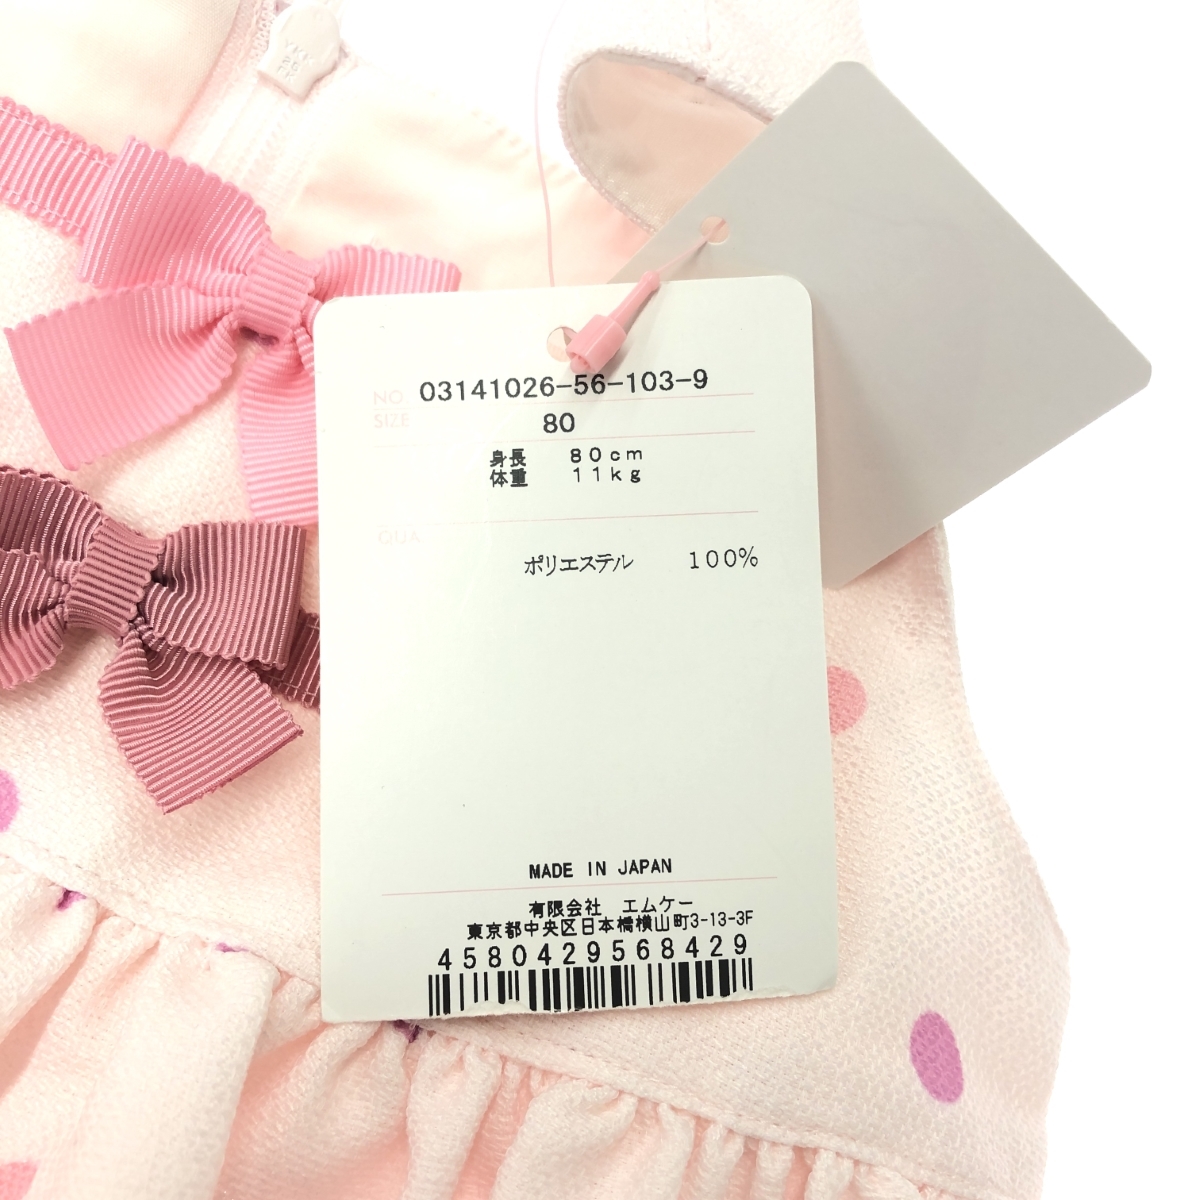 NO 03141026-56-103-9
SIZE 80
身長 80cm
体重 11kg
QUA
ポリエステル 100%
MADE IN JAPAN
有限会社 エムケー
東京都中央区日本橋横山町3-13-3F
4580429568429